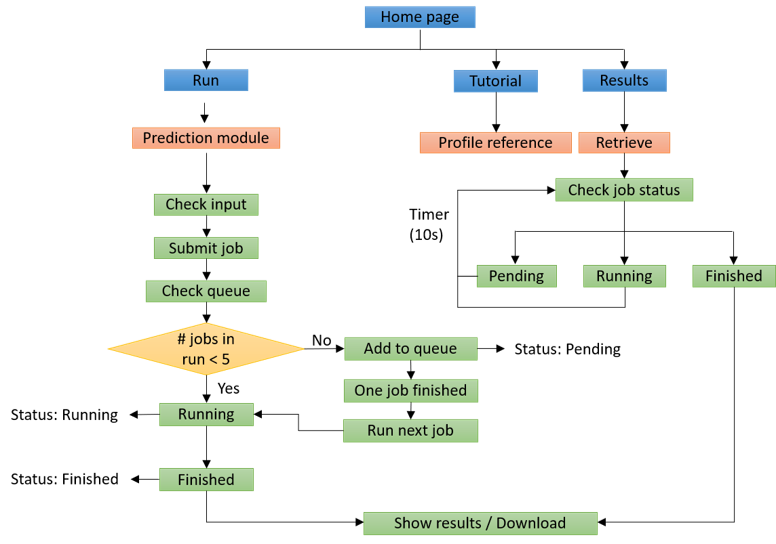 Home page
Run
Tutorial
Results
Prediction module
Profile reference
Retrieve
Check input
Check job status
Timer
(10s)
Submit job
Pending
Running
Finished
Check queue
# jobs in
run < 5
No
Add to queue
Status: Pending
Yes
One job finished
Status: Running
Running
Run next job
Status: Finished
Finished
Show results / Download